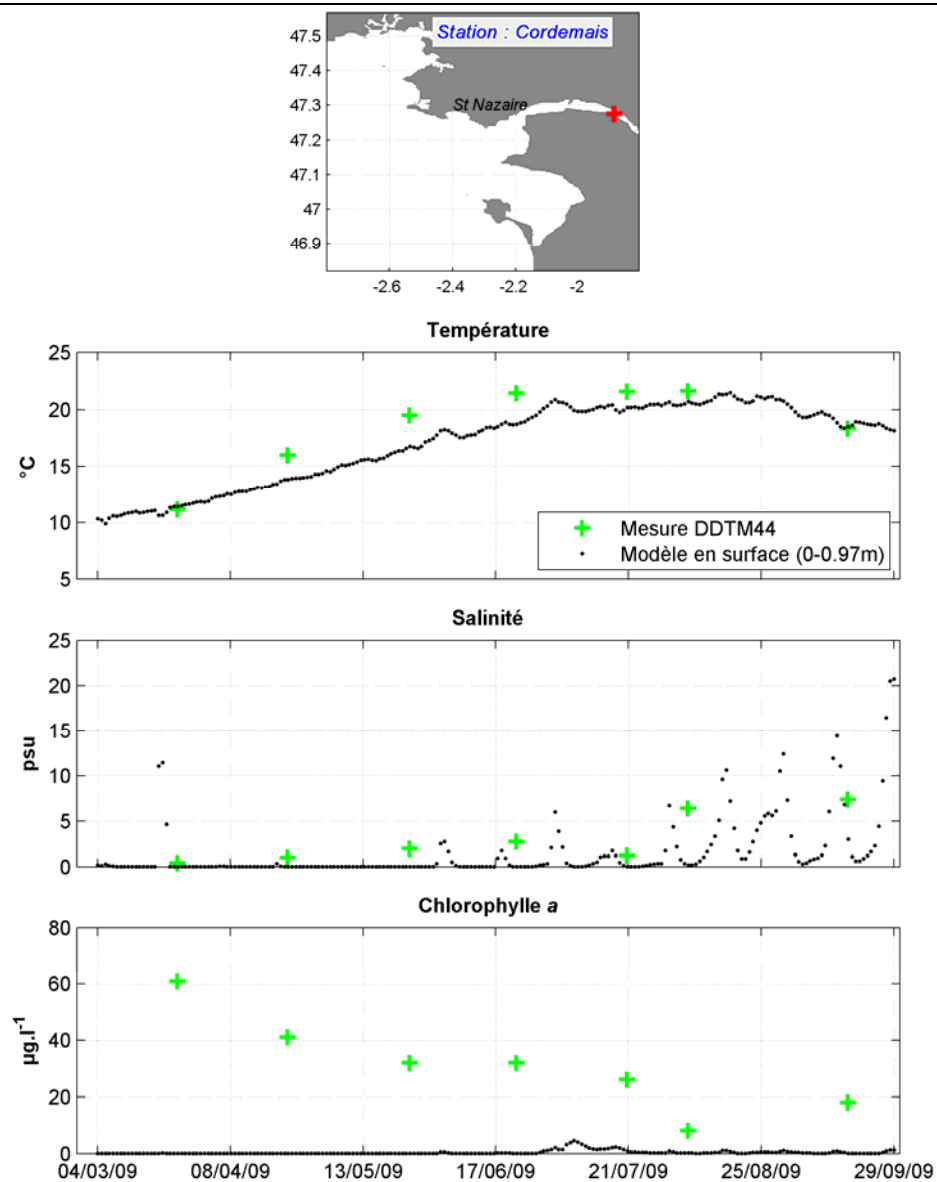 Station : Cordemais
47.5
47.4
St Nazaire
47.3
47.2
47.1
47
46.9
-2.6 -2.4 -2.2 -2
Température
25
20
15
10
5
°C
Mesure DDTM44
Modèle en surface (0-0.97m)
Salinité
25
20
15
10
5
0
psu
Chlorophylle a
80
60
40
20
0
µg.l-1
04/03/09 08/04/09 13/05/09 17/06/09 21/07/09 25/08/09 29/09/09